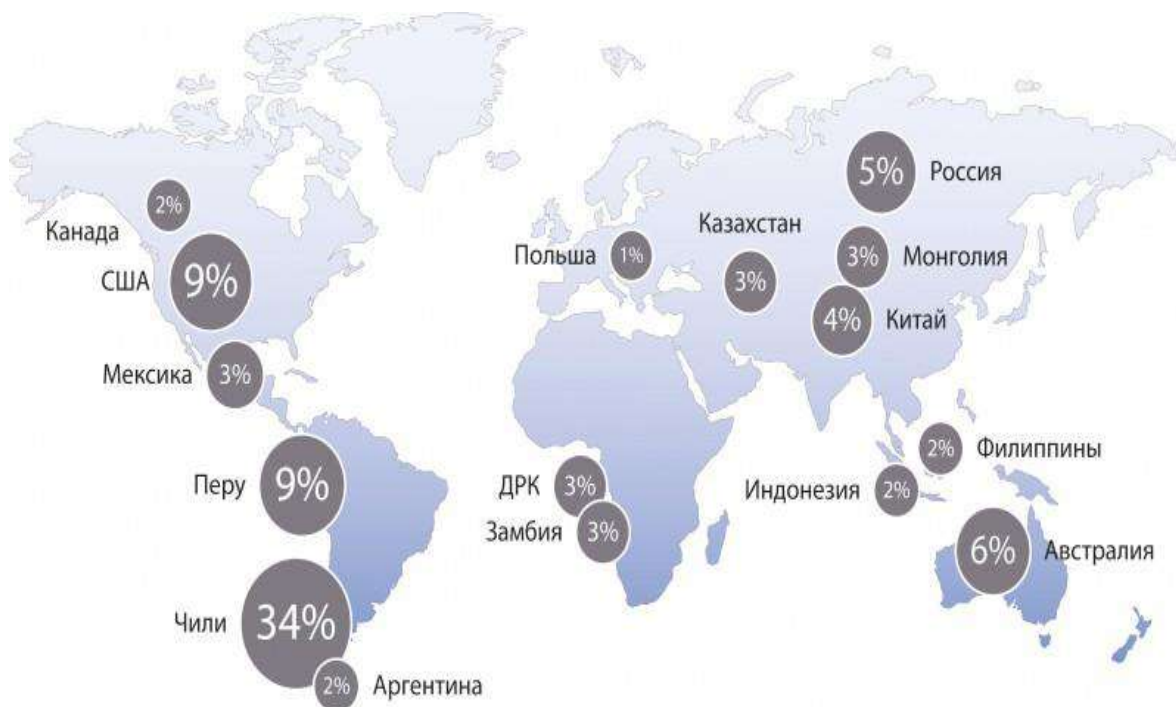 5% Россия
2%
Канада
Казахстан
Польша 1%
3% Монголия
США 9%
3%
4% Китай
Мексика 3%
2% Филиппины
Перу 9%
ДРК 3%
Индонезия 2%
Замбия 3%
6% Австралия
Чили 34%
2% Аргентина